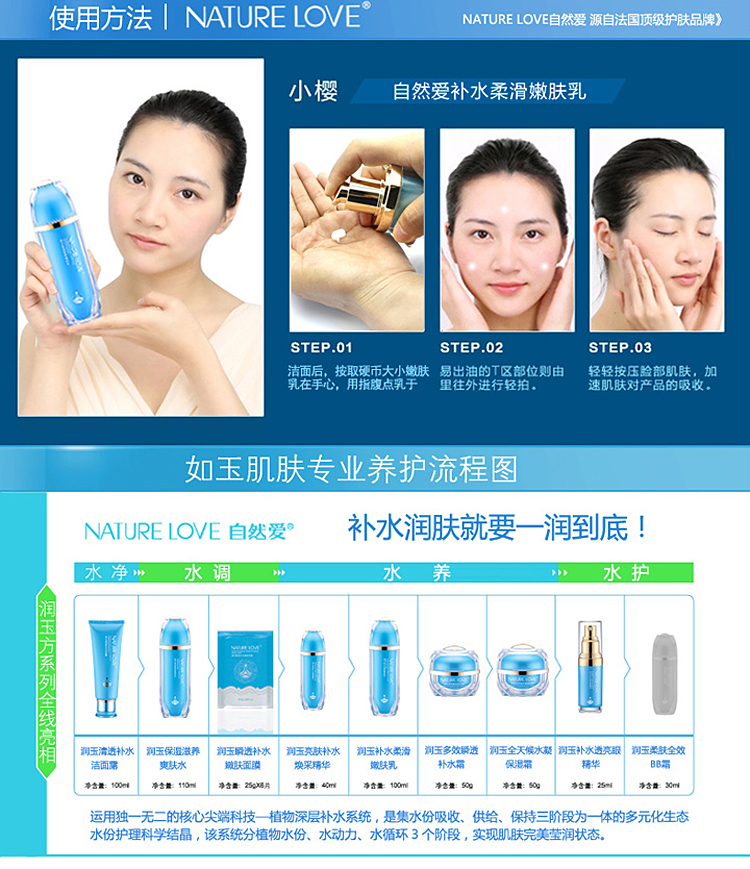 使用方法 | NATURE LOVE®
NATURE LOVE自然爱 源自法国顶级护肤品牌》
小樱
自然爱补水柔滑嫩肤乳
STEP.01
洁面后，按取硬币大小嫩肤
乳在手心，用指腹点乳于
STEP.02
易出油的T区部位则由
里往外进行轻拍。
STEP.03
轻轻按压脸部肌肤，加
速肌肤对产品的吸收。
如玉肌肤专业养护流程图
NATURE LOVE 自然爱®
补水润肤就要一润到底！
水净
水调
水养
水护
润玉方系列全线亮相
NATURE LOVE
润玉清透补水
洁面露
净含量：100ml
润玉保湿滋养
爽肤水
净含量：110ml
润玉瞬透补水
嫩肤面膜
净含量：25gX6片
润玉亮肤补水
焕采精华
净含量：40ml
润玉补水柔滑
嫩肤乳
净含量：100ml
润玉多效瞬透
补水霜
净含量：50g
润玉全天候水凝
保湿霜
净含量：50g
润玉补水透亮眼
精华
净含量：25ml
润玉柔肤全效
BB霜
净含量：30ml
运用独一无二的核心尖端科技—植物深层补水系统，是集水份吸收、供给、保持三阶段为一体的多元化生态
水份护理科学结晶，该系统分植物水份、水动力、水循环3个阶段，实现肌肤完美莹润状态。